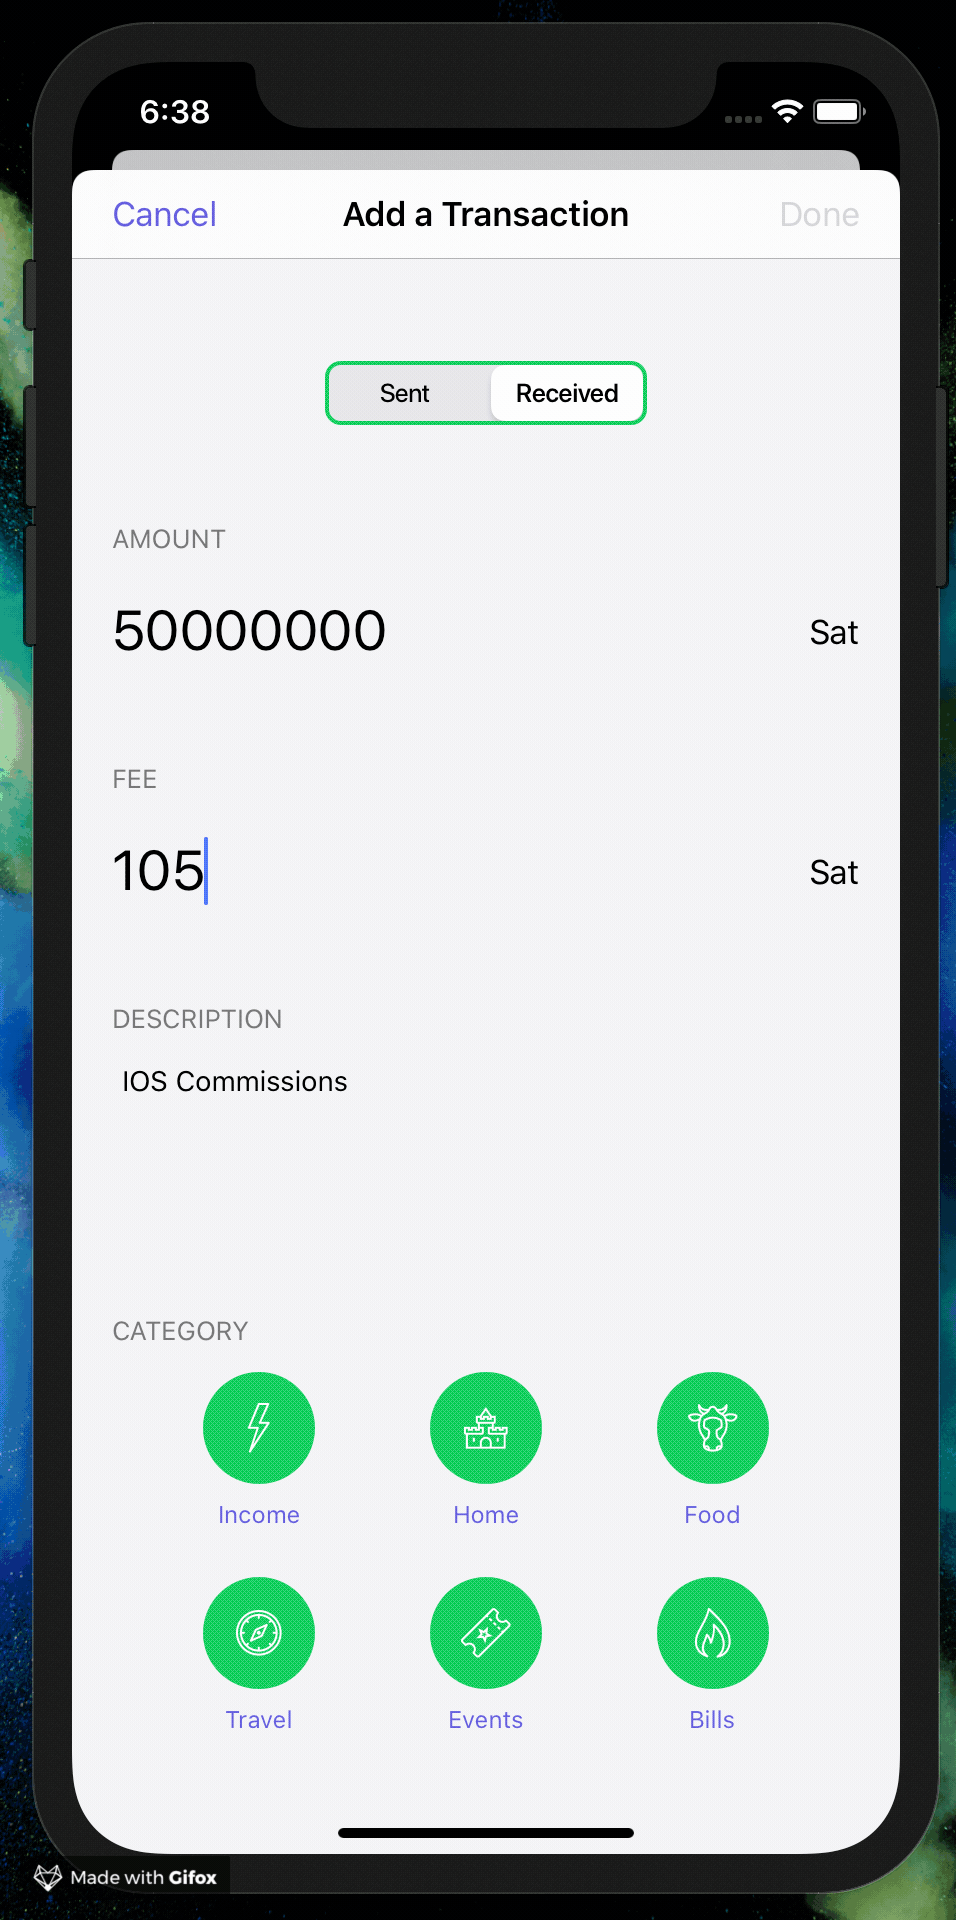 6:38
Cancel Add a Transaction Done
Sent Received
AMOUNT
50000000 Sat
FEE
105 Sat
DESCRIPTION
IOS Commissions
CATEGORY
Income Home Food
Travel Events Bills
Made with Gifox